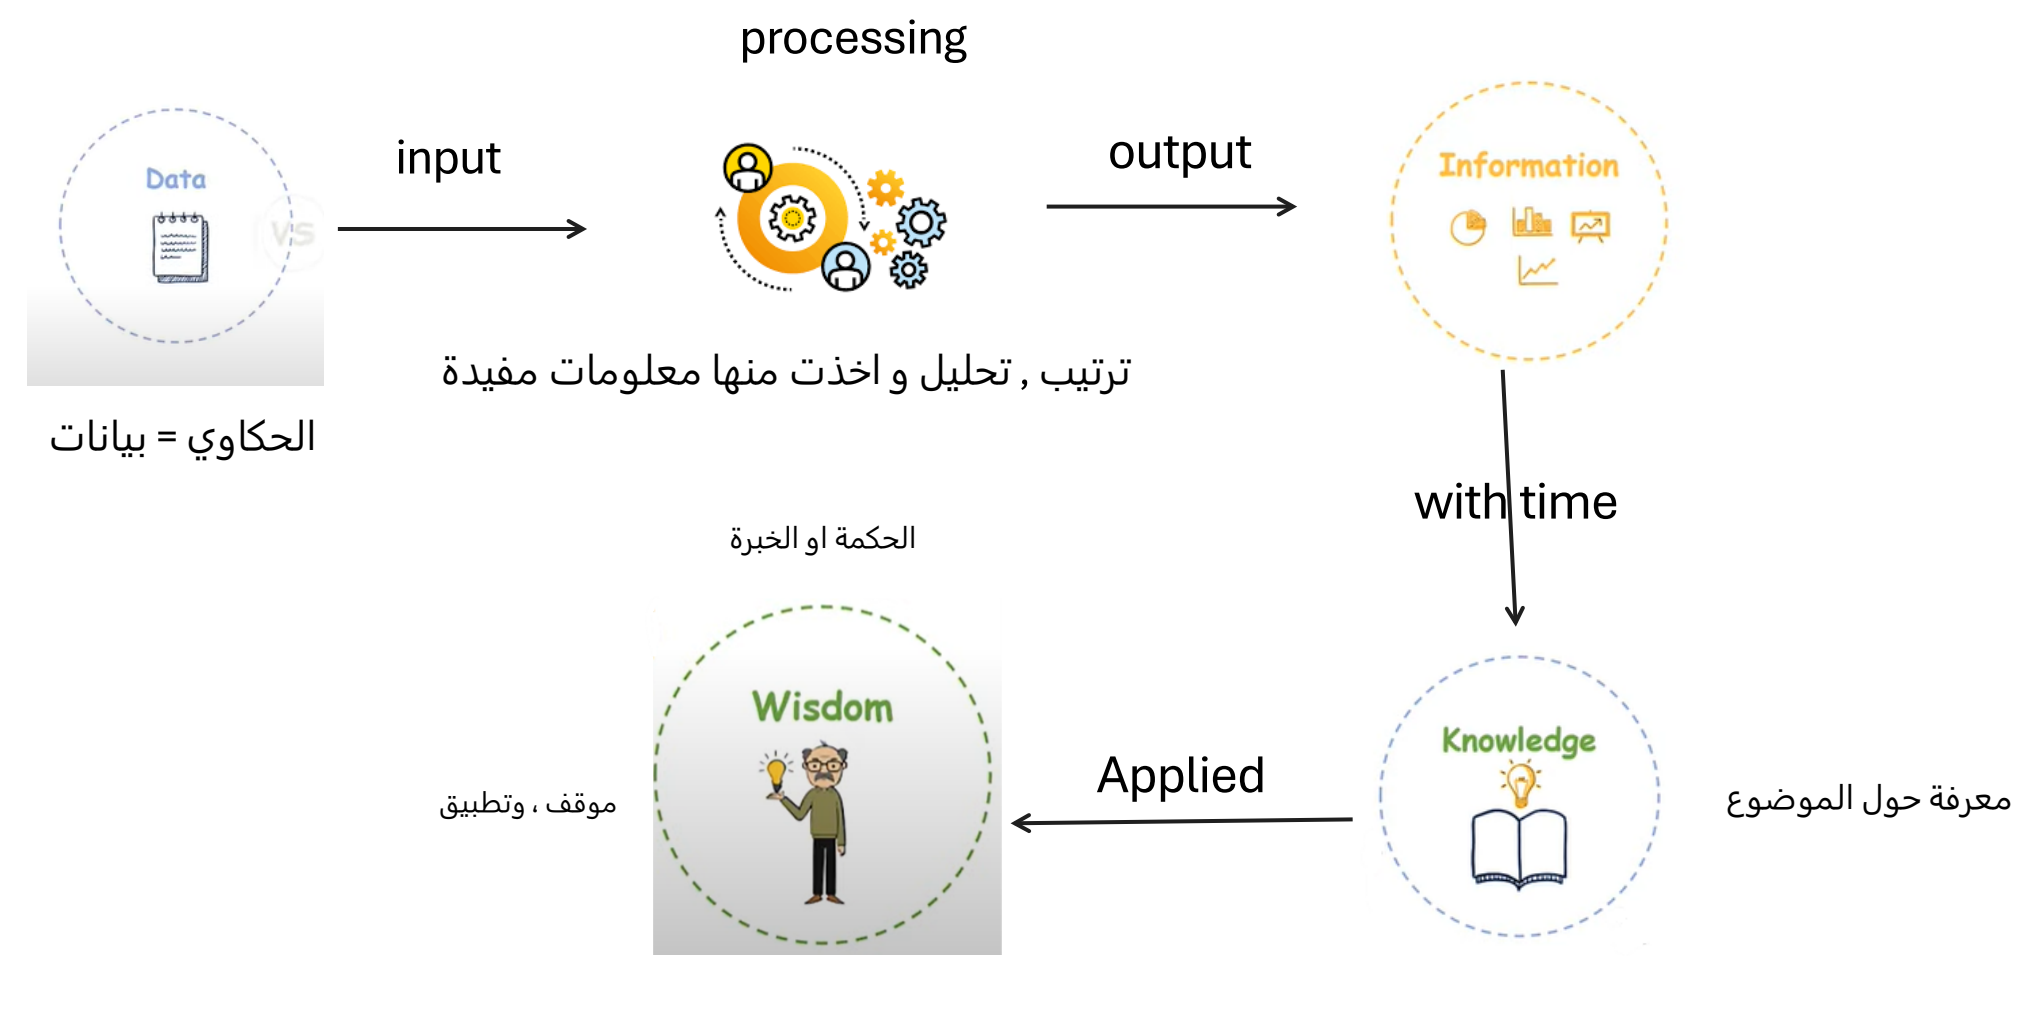 processing
Data
VS
input
output
Information
ترتيب , تحليل و اخذت منها معلومات مفيدة
الحكاوي = بيانات
with time
الحكمة او الخبرة
Wisdom
Knowledge
Applied
موقف ، وتطبيق
معرفة حول الموضوع